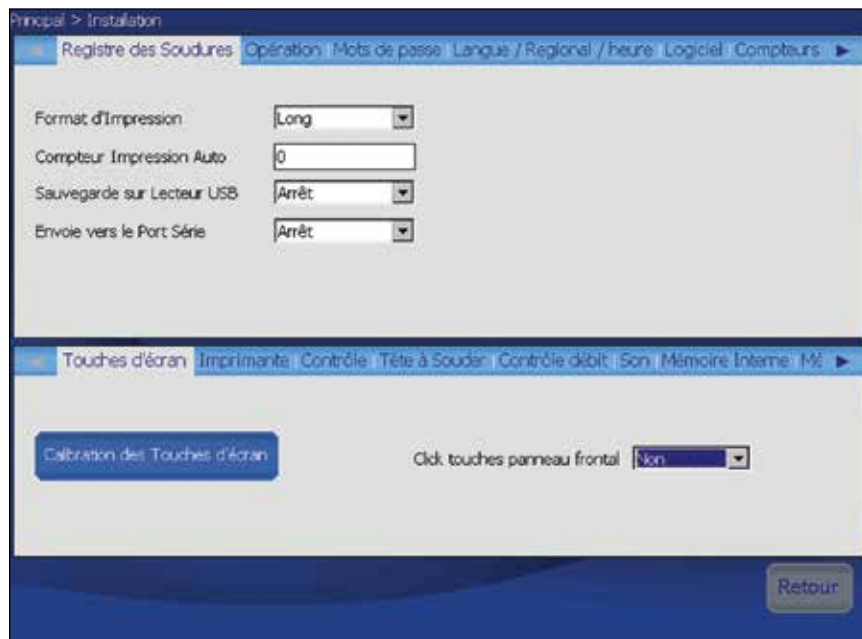 Principal > Installation
Registre des Soudures Opération Mots de passe Langue / Regional / heure Logiciel Compteurs
Format d'Impression Long
Compteur Impression Auto 0
Sauvegarde sur Lecteur USB Arrêt
Envoie vers le Port Série Arrêt
Touches d'écran Imprimante Contrôle Tête à Souder Contrôle débit Son Mémoire Interne Mé
Calibration des Touches d'écran Click touches panneau frontal Non
Retour